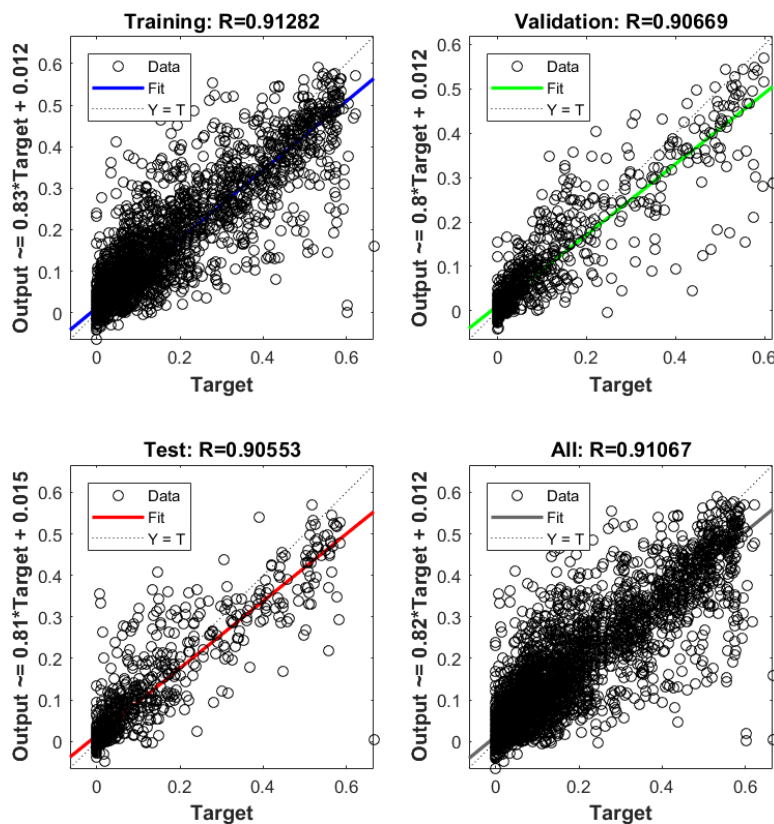 Training: R=0.91282
Output ~= 0.83*Target + 0.012
0.6
0.5
0.4
0.3
0.2
0.1
0
Data
Fit
Y = T
0
0.2
0.4
0.6
Target
Validation: R=0.90669
Output ~= 0.8*Target + 0.012
0.6
0.5
0.4
0.3
0.2
0.1
0
Data
Fit
Y = T
0
0.2
0.4
0.6
Target
Test: R=0.90553
Output ~= 0.81*Target + 0.015
0.6
0.5
0.4
0.3
0.2
0.1
0
Data
Fit
Y = T
0
0.2
0.4
0.6
Target
All: R=0.91067
Output ~= 0.82*Target + 0.012
0.6
0.5
0.4
0.3
0.2
0.1
0
Data
Fit
Y = T
0
0.2
0.4
0.6
Target